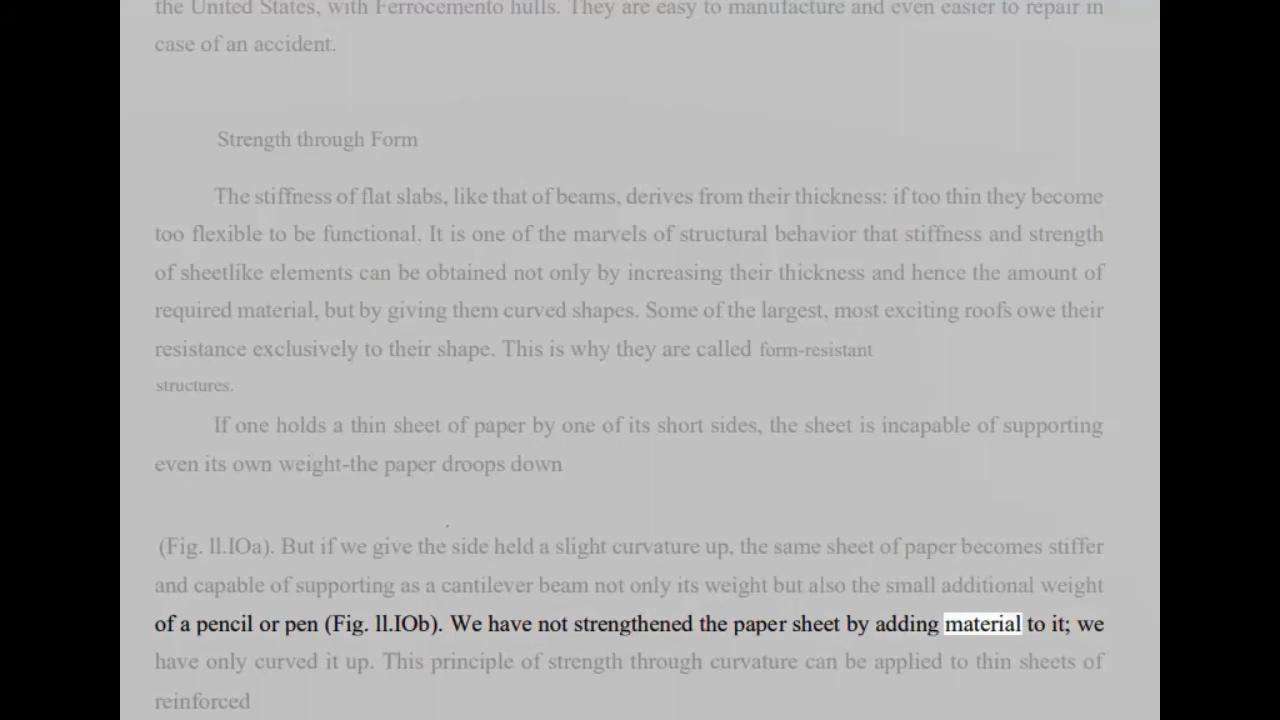 the United States, with Ferrocemento hulls. They are easy to manufacture and even easier to repair in
case of an accident.
Strength through Form
The stiffness of flat slabs, like that of beams, derives from their thickness: if too thin they become
too flexible to be functional. It is one of the marvels of structural behavior that stiffness and strength
of sheetlike elements can be obtained not only by increasing their thickness and hence the amount of
required material, but by giving them curved shapes. Some of the largest, most exciting roofs owe their
resistance exclusively to their shape. This is why they are called form-resistant
structures.
If one holds a thin sheet of paper by one of its short sides, the sheet is incapable of supporting
even its own weight-the paper droops down
(Fig. ll.IOa). But if we give the side held a slight curvature up, the same sheet of paper becomes stiffer
and capable of supporting as a cantilever beam not only its weight but also the small additional weight
of a pencil or pen (Fig. ll.IOb). We have not strengthened the paper sheet by adding material to it; we
have only curved it up. This principle of strength through curvature can be applied to thin sheets of
reinforced